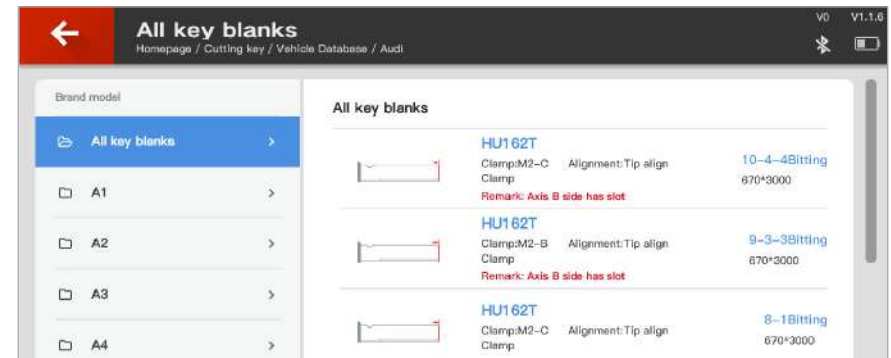 All key blanks
Homepage / Cutting key / Vehicle Database / Audi
V0 V1.1.6
Brand model
All key blanks
A1
A2
A3
A4
All key blanks
HU162T
Clamp:M2-C Alignment:Tip align
Clamp
Remark: Axis B side has slot
10-4-4Bitting
670*3000
HU162T
Clamp:M2-B Alignment:Tip align
Clamp
Remark: Axis B side has slot
9-3-3Bitting
670*3000
HU162T
Clamp:M2-C Alignment:Tip align
Clamp
8-1Bitting
670*3000